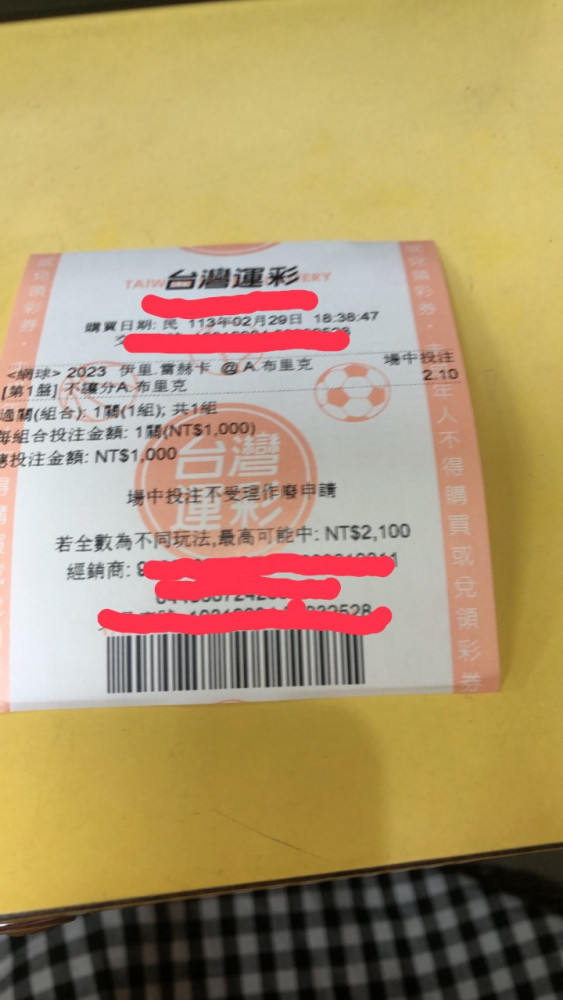 台灣運彩
購買日期: 民 113年02月29日 18:38:47
<網球> 2023 伊里.雷赫卡 @ A.布里克 場中投注
[第1盤] 不讓分A.布里克 2.10
過關(組合): 1關(1組); 共1組
每組合投注金額: 1關(NT$1,000)
總投注金額: NT$1,000
台灣運彩
場中投注不受理作廢申請
若全數為不同玩法,最高可能中: NT$2,100
經銷商:
人不得購買或兌領彩券